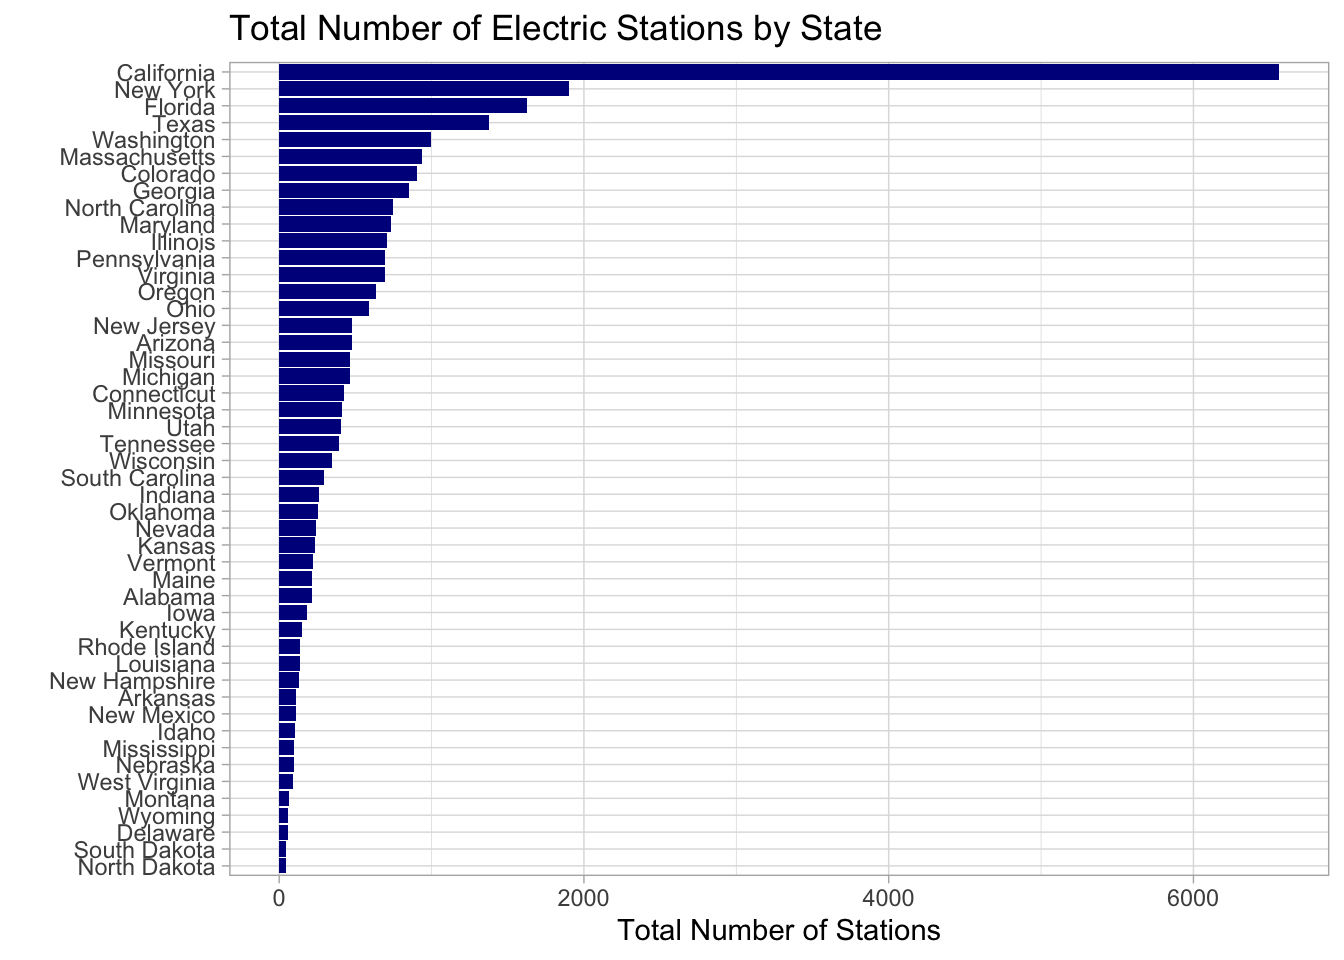 Total Number of Electric Stations by State
California
New York
Florida
Texas
Washington
Massachusetts
Colorado
Georgia
North Carolina
Maryland
Illinois
Pennsylvania
Virginia
Oregon
Ohio
New Jersey
Arizona
Missouri
Michigan
Connecticut
Minnesota
Utah
Tennessee
Wisconsin
South Carolina
Indiana
Oklahoma
Nevada
Kansas
Vermont
Maine
Alabama
Iowa
Kentucky
Rhode Island
Louisiana
New Hampshire
Arkansas
New Mexico
Idaho
Mississippi
Nebraska
West Virginia
Montana
Wyoming
Delaware
South Dakota
North Dakota
0 2000 4000 6000
Total Number of Stations